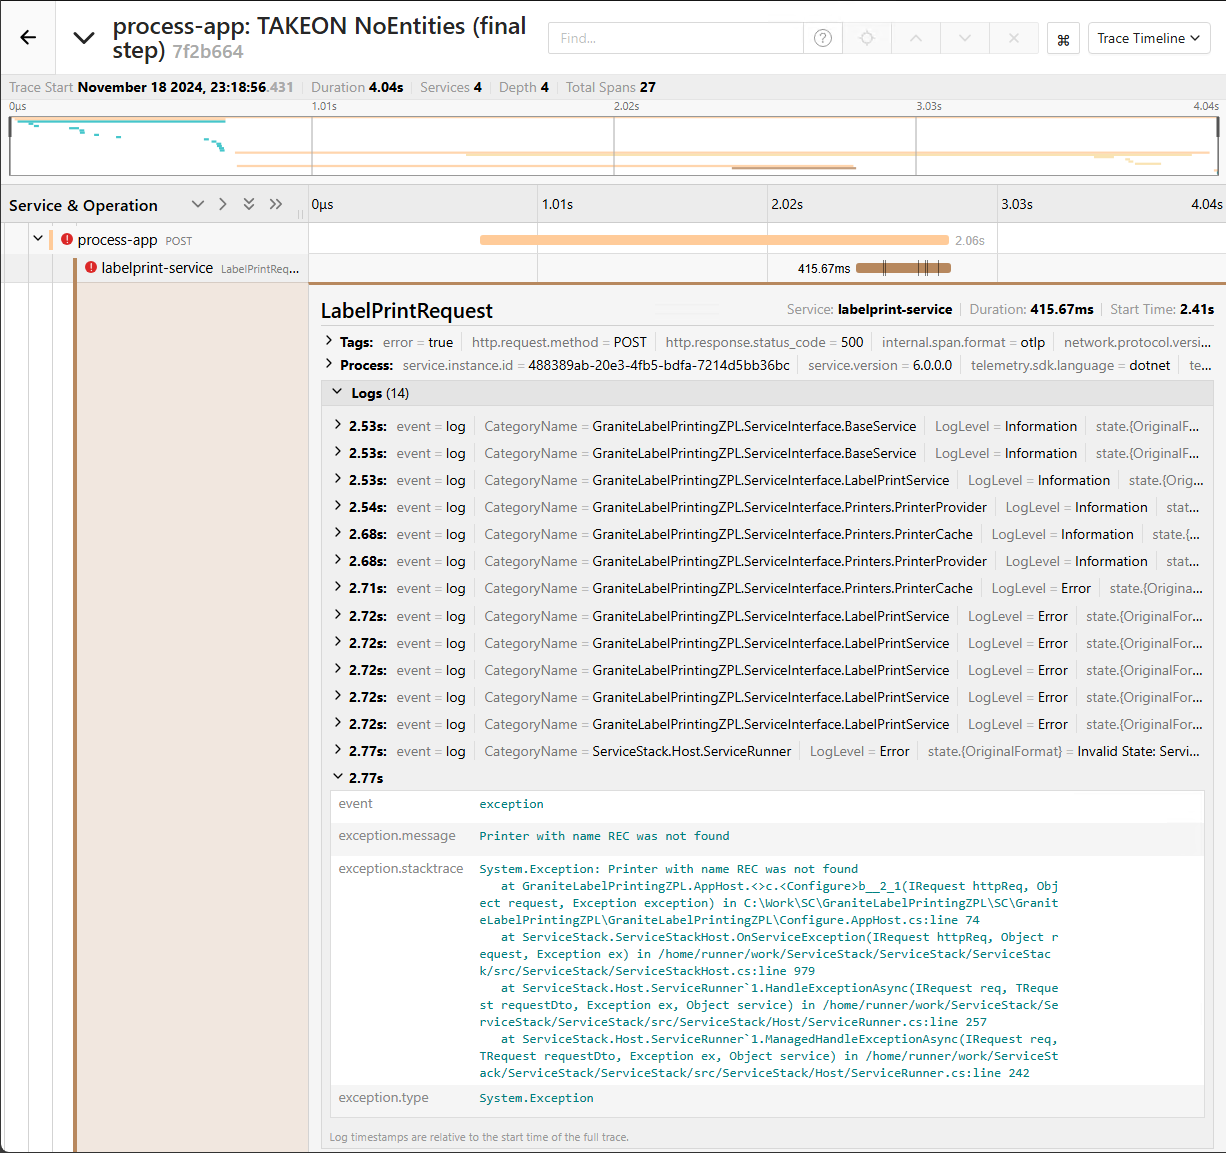 process-app: TAKEON NoEntities (final
step) 7f2b664
Find...
Trace Timeline
Trace Start November 18 2024, 23:18:56.431 Duration 4.04s Services 4 Depth 4 Total Spans 27
0μs 1.01s 2.02s 3.03s 4.04s
Service & Operation 0μs 1.01s 2.02s 3.03s 4.04s
process-app POST 2.06s
labelprint-service LabelPrintReq... 415.67ms
LabelPrintRequest Service: labelprint-service Duration: 415.67ms Start Time: 2.41s
Tags: error = true http.request.method = POST http.response.status_code = 500 internal.span.format = otlp network.protocol.versi...
Process: service.instance.id = 488389ab-20e3-4fb5-bdfa-7214d5bb36bc service.version = 6.0.0.0 telemetry.sdk.language = dotnet te...
Logs (14)
2.53s: event = log CategoryName = GraniteLabelPrintingZPL.ServiceInterface.BaseService LogLevel = Information state.{OriginalF...
2.53s: event = log CategoryName = GraniteLabelPrintingZPL.ServiceInterface.BaseService LogLevel = Information state.{OriginalF...
2.53s: event = log CategoryName = GraniteLabelPrintingZPL.ServiceInterface.LabelPrintService LogLevel = Information state.{Orig...
2.54s: event = log CategoryName = GraniteLabelPrintingZPL.ServiceInterface.Printers.PrinterProvider LogLevel = Information stat...
2.68s: event = log CategoryName = GraniteLabelPrintingZPL.ServiceInterface.Printers.PrinterCache LogLevel = Information state.{...
2.68s: event = log CategoryName = GraniteLabelPrintingZPL.ServiceInterface.Printers.PrinterProvider LogLevel = Information stat...
2.71s: event = log CategoryName = GraniteLabelPrintingZPL.ServiceInterface.Printers.PrinterCache LogLevel = Error state.{Origina...
2.72s: event = log CategoryName = GraniteLabelPrintingZPL.ServiceInterface.LabelPrintService LogLevel = Error state.{OriginalFor...
2.72s: event = log CategoryName = GraniteLabelPrintingZPL.ServiceInterface.LabelPrintService LogLevel = Error state.{OriginalFor...
2.72s: event = log CategoryName = GraniteLabelPrintingZPL.ServiceInterface.LabelPrintService LogLevel = Error state.{OriginalFor...
2.72s: event = log CategoryName = GraniteLabelPrintingZPL.ServiceInterface.LabelPrintService LogLevel = Error state.{OriginalFor...
2.72s: event = log CategoryName = GraniteLabelPrintingZPL.ServiceInterface.LabelPrintService LogLevel = Error state.{OriginalFor...
2.77s: event = log CategoryName = ServiceStack.Host.ServiceRunner LogLevel = Error state.{OriginalFormat} = Invalid State: Servi...
2.77s
event exception
exception.message Printer with name REC was not found
exception.stacktrace System.Exception: Printer with name REC was not found
at GraniteLabelPrintingZPL.AppHost.<>c.<Configure>b__2_1(IRequest httpReq, Obj
ect request, Exception exception) in C:\Work\SC\GraniteLabelPrintingZPL\SC\Granit
eLabelPrintingZPL\GraniteLabelPrintingZPL\Configure.AppHost.cs:line 74
at ServiceStack.ServiceStackHost.OnServiceException(IRequest httpReq, Object r
equest, Exception ex) in /home/runner/work/ServiceStack/ServiceStack/ServiceStac
k/src/ServiceStack/ServiceStackHost.cs:line 979
at ServiceStack.Host.ServiceRunner`1.HandleExceptionAsync(IRequest req, TReque
st requestDto, Exception ex, Object service) in /home/runner/work/ServiceStack/Se
rviceStack/ServiceStack/src/ServiceStack/Host/ServiceRunner.cs:line 257
at ServiceStack.Host.ServiceRunner`1.ManagedHandleExceptionAsync(IRequest req,
TRequest requestDto, Exception ex, Object service) in /home/runner/work/ServiceSt
ack/ServiceStack/ServiceStack/src/ServiceStack/Host/ServiceRunner.cs:line 242
exception.type System.Exception
Log timestamps are relative to the start time of the full trace.